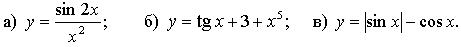 а) y = sin 2x / x²; б) y = tg x + 3 + x⁵; в) y = |sin x| − cos x.